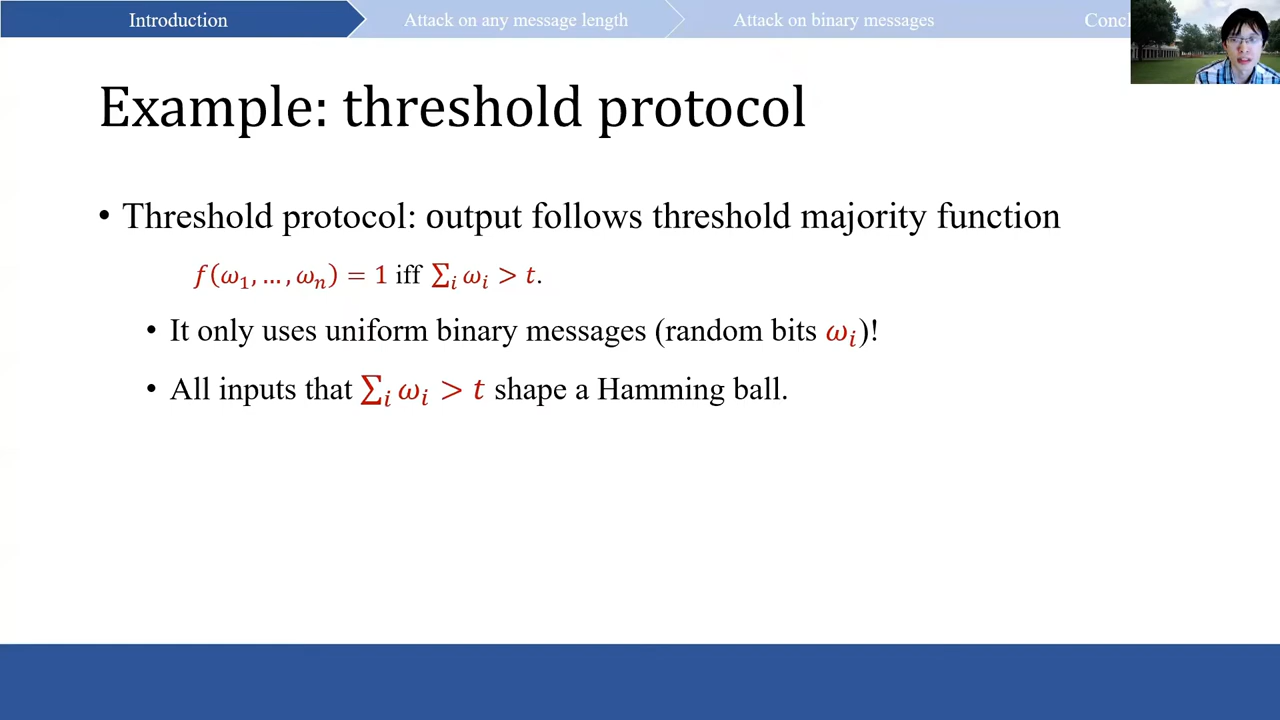 Introduction
Attack on any message length
Attack on binary messages
Example: threshold protocol
• Threshold protocol: output follows threshold majority function
f(ω₁, …, ωₙ) = 1 iff ∑ᵢ ωᵢ > t.
• It only uses uniform binary messages (random bits ωᵢ)!
• All inputs that ∑ᵢ ωᵢ > t shape a Hamming ball.